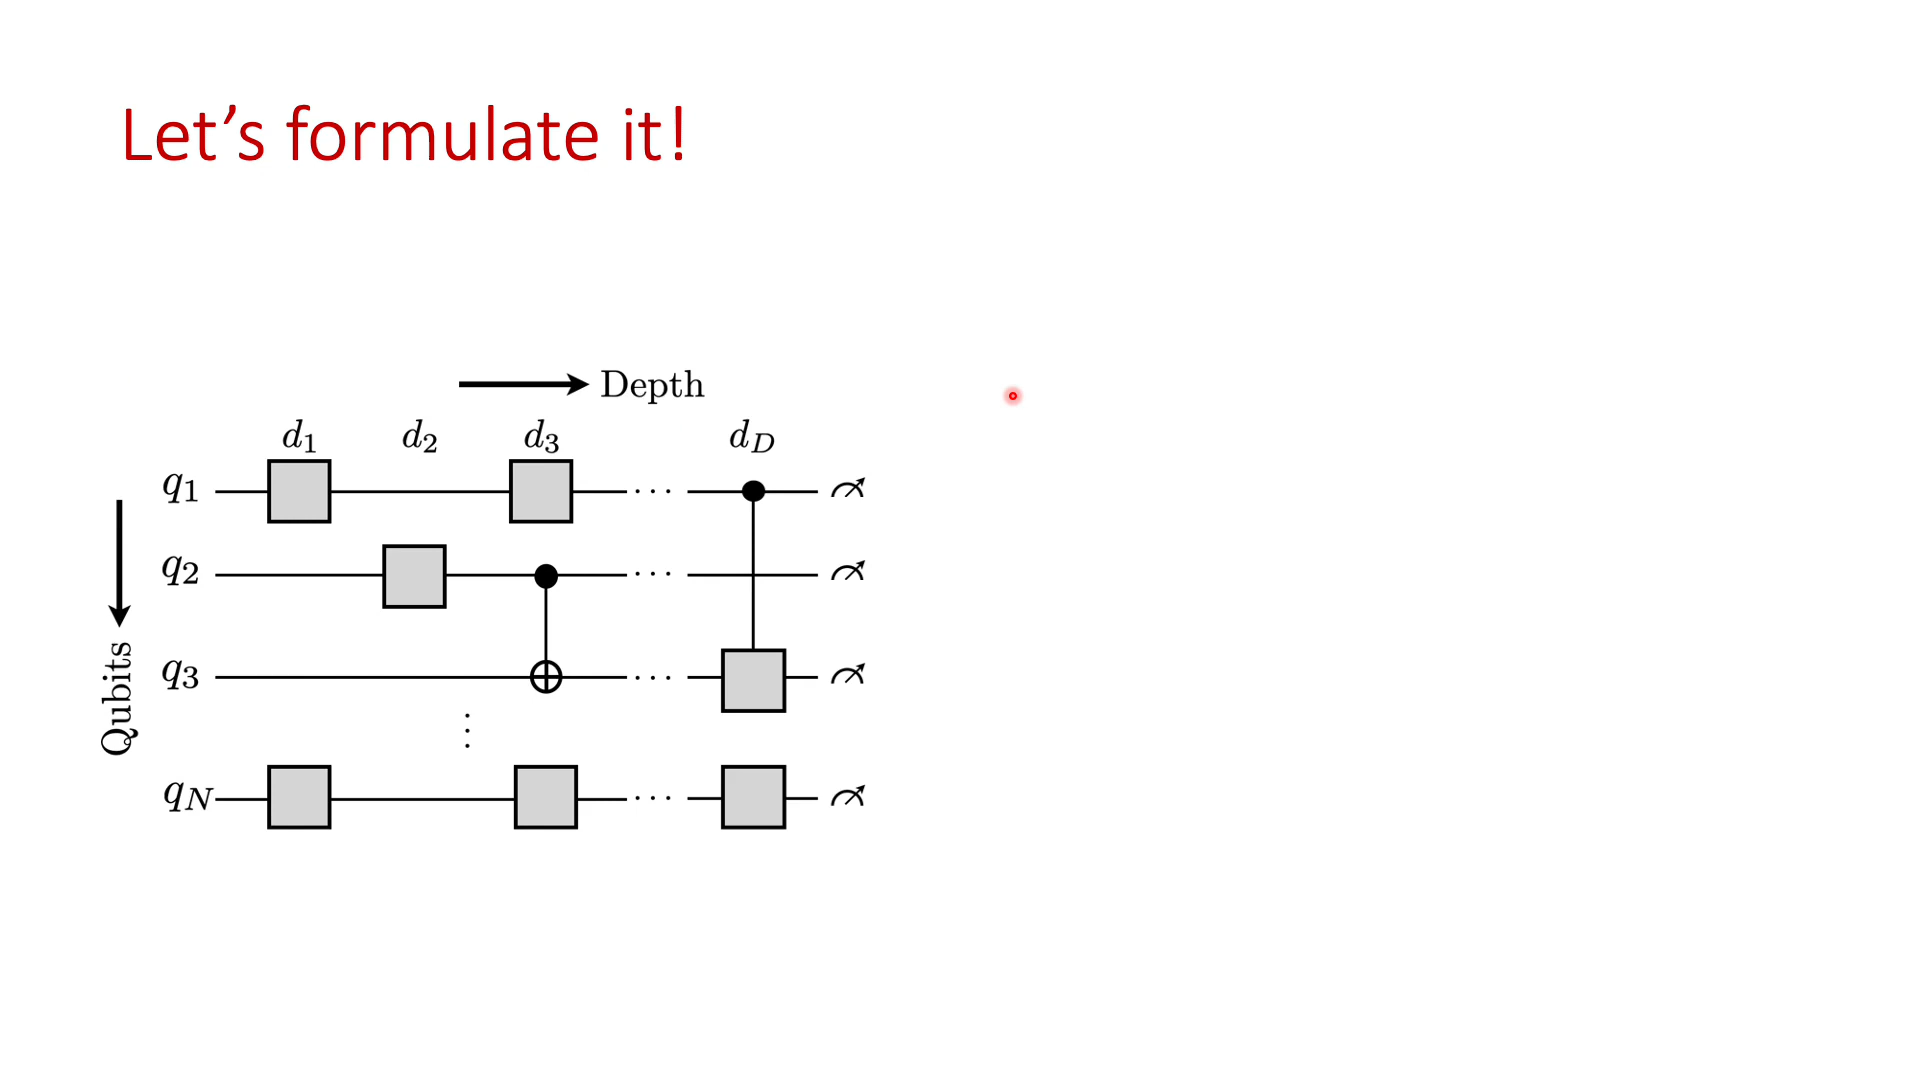 Let's formulate it!
Depth
d₁ d₂ d₃ d_D
q₁ ···
q₂ ···
q₃ ···
⋮
q_N ···
Qubits